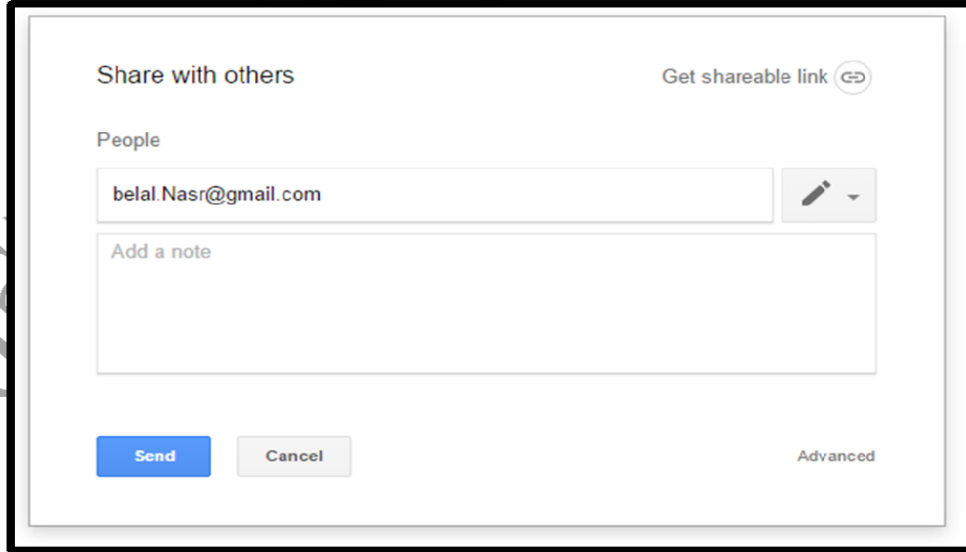 Share with others
Get shareable link
People
belal.Nasr@gmail.com
Add a note
Send
Cancel
Advanced